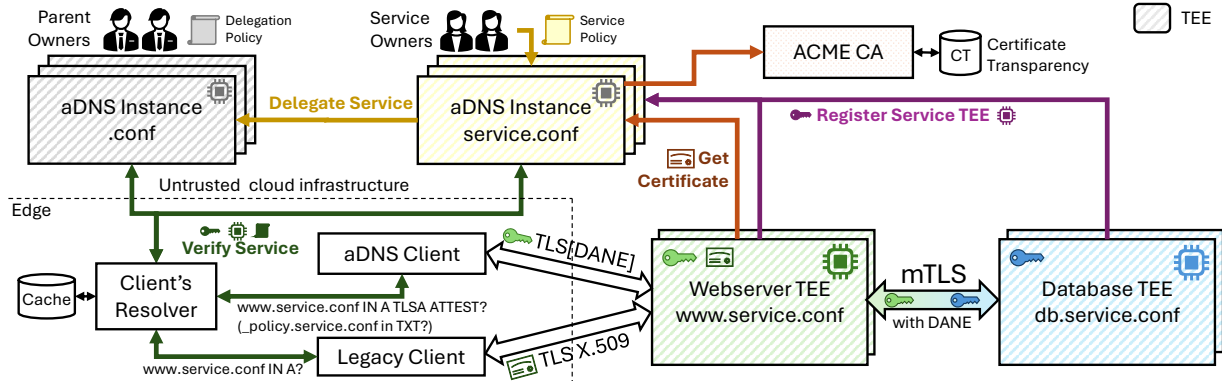 Parent
Owners
Delegation
Policy
Service
Owners
Service
Policy
ACME CA
CT
Certificate
Transparency
TEE
aDNS Instance
.conf
Delegate Service
aDNS Instance
service.conf
Register Service TEE
Get
Certificate
Untrusted cloud infrastructure
Edge
Verify Service
aDNS Client
TLS[DANE]
Cache
Client's
Resolver
www.service.conf IN A TLSA ATTEST?
(_policy.service.conf in TXT?)
Webserver TEE
www.service.conf
mTLS
with DANE
Database TEE
db.service.conf
www.service.conf IN A?
Legacy Client
TLS X.509